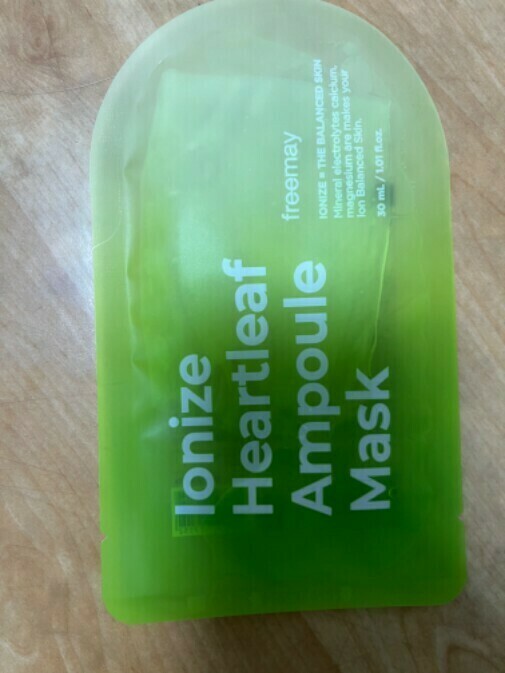 freemay
IONIZE = THE BALANCED SKIN
Mineral electrolytes calcium,
magnesium are makes your
Ion Balanced Skin.
30 mL / 1.01 fl.oz.
Ionize
Heartleaf
Ampoule
Mask